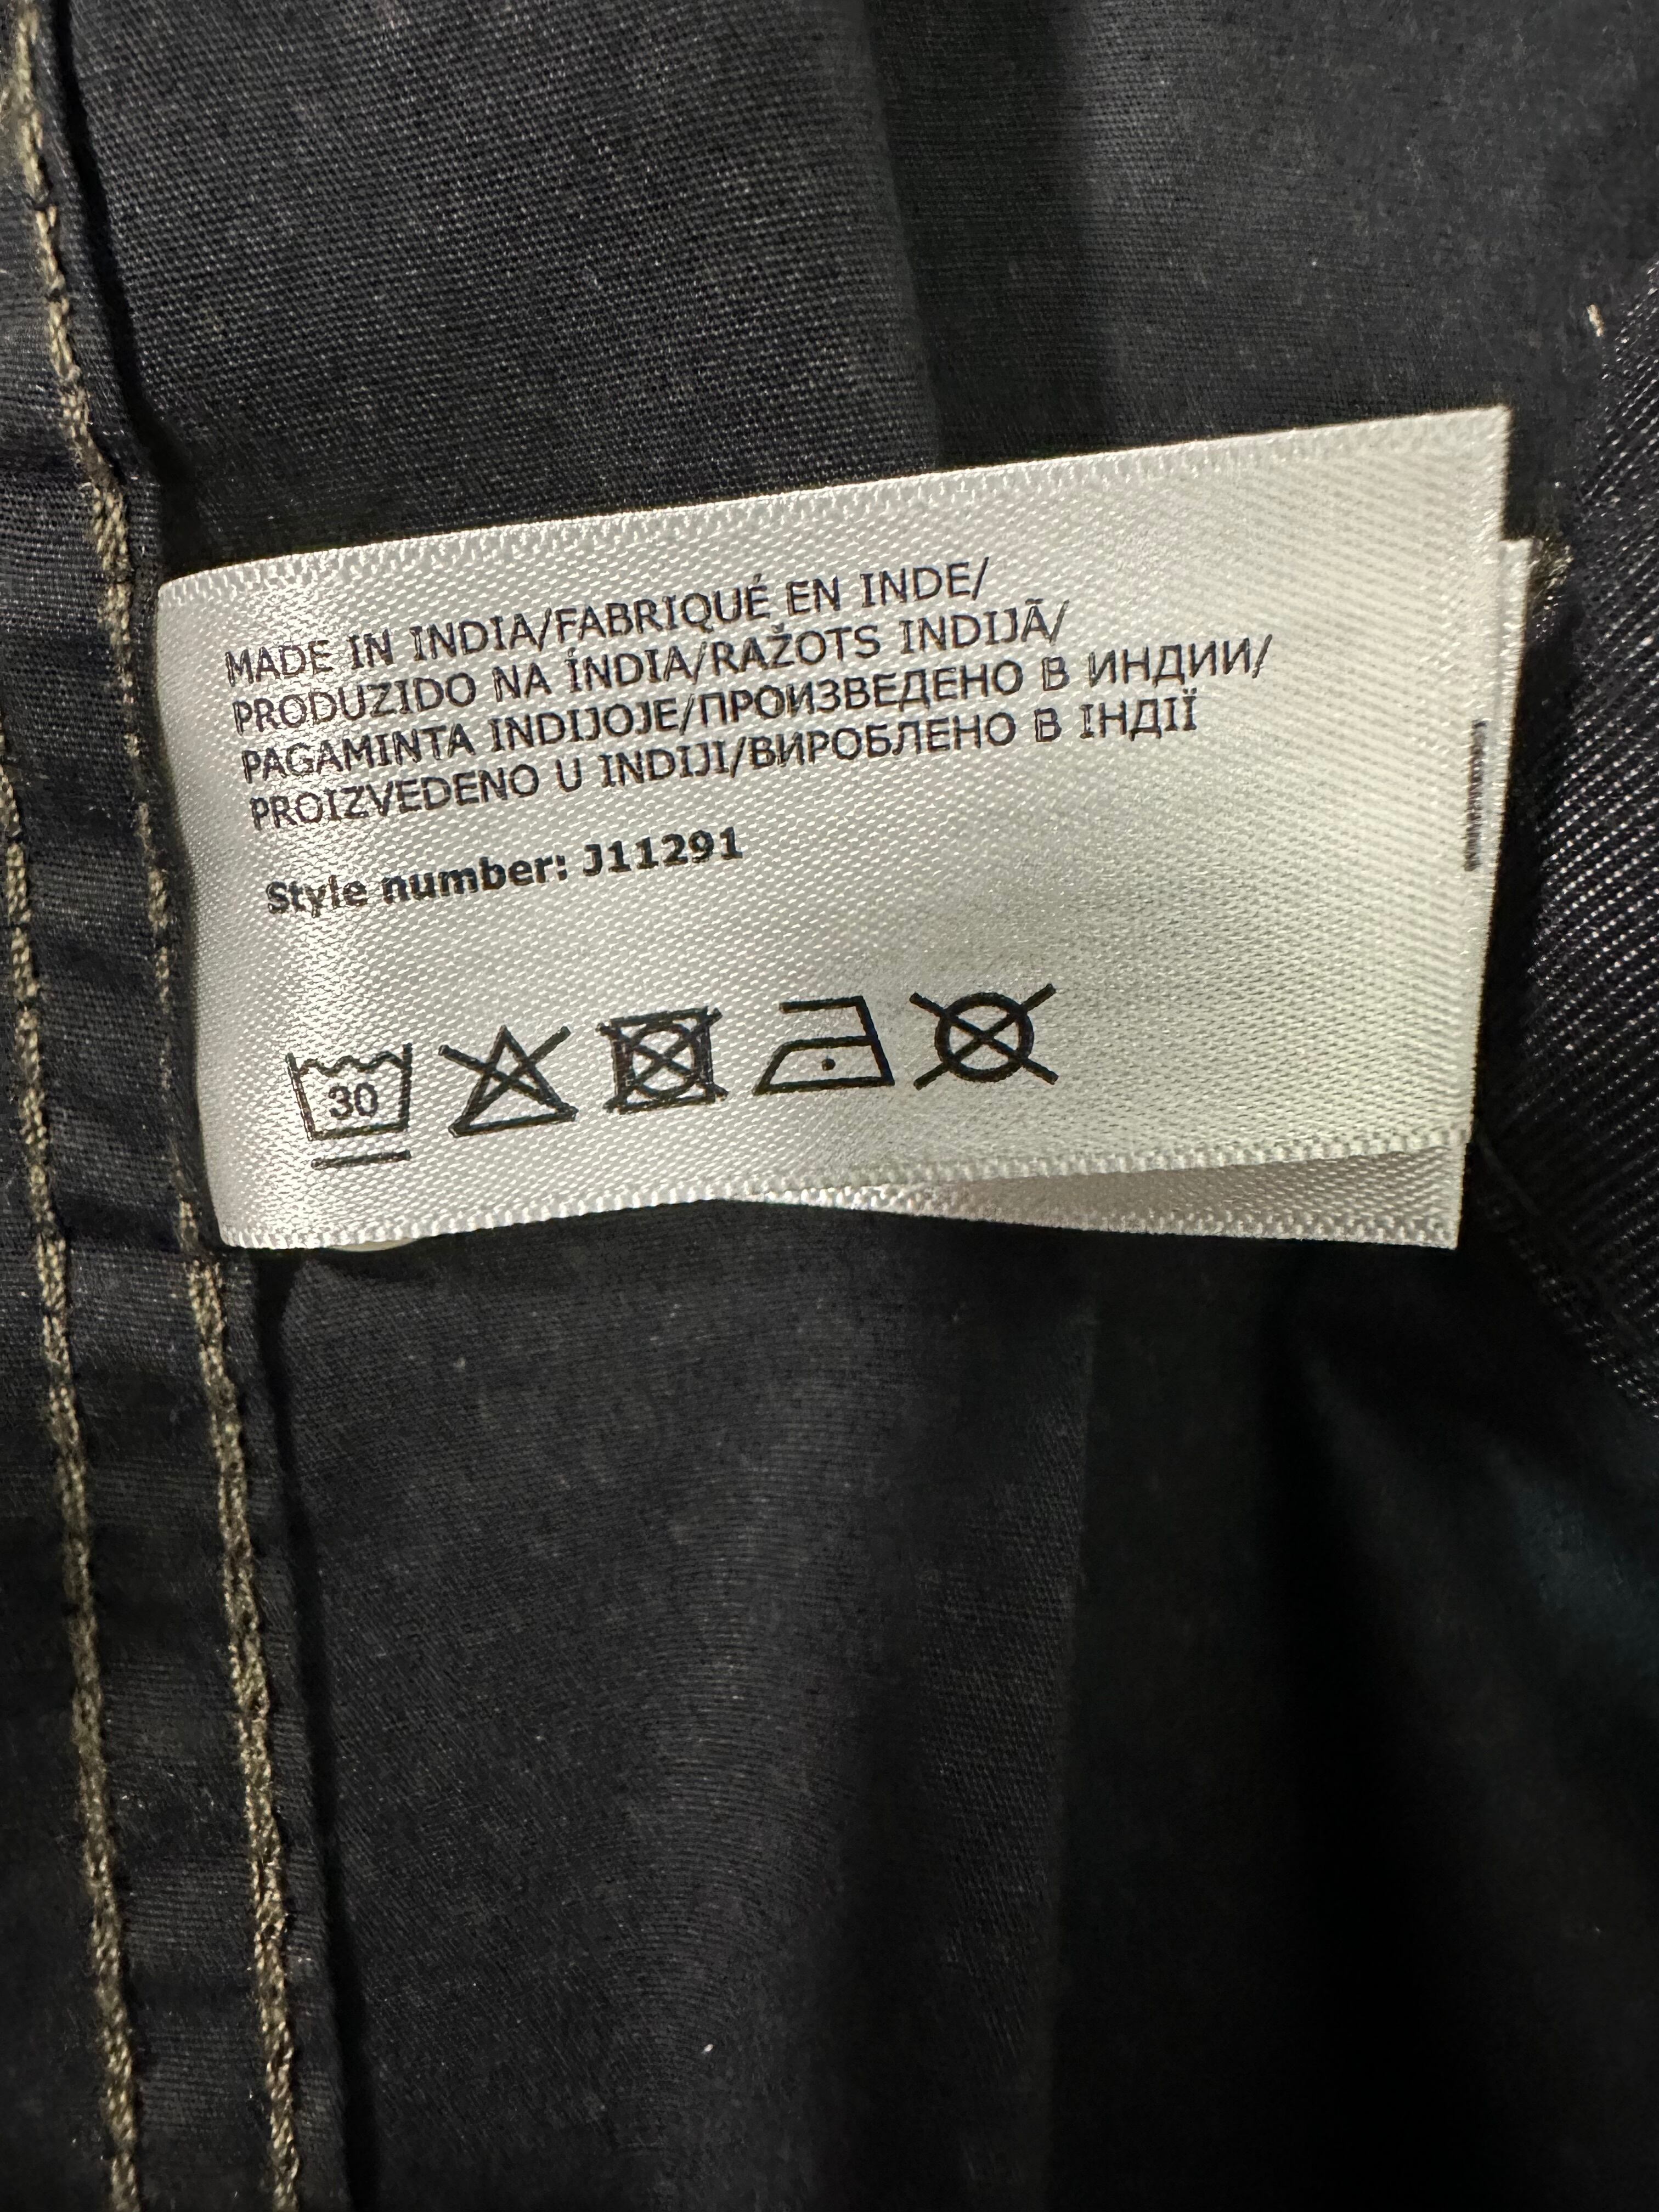 MADE IN INDIA/FABRIQUÉ EN INDE/
PRODUZIDO NA ÍNDIA/RAŽOTS INDIJĀ/
PAGAMINTA INDIJOJE/ПРОИЗВЕДЕНО В ИНДИИ/
PROIZVEDENO U INDIJI/ВИРОБЛЕНО В ІНДІЇ
Style number: J11291
30